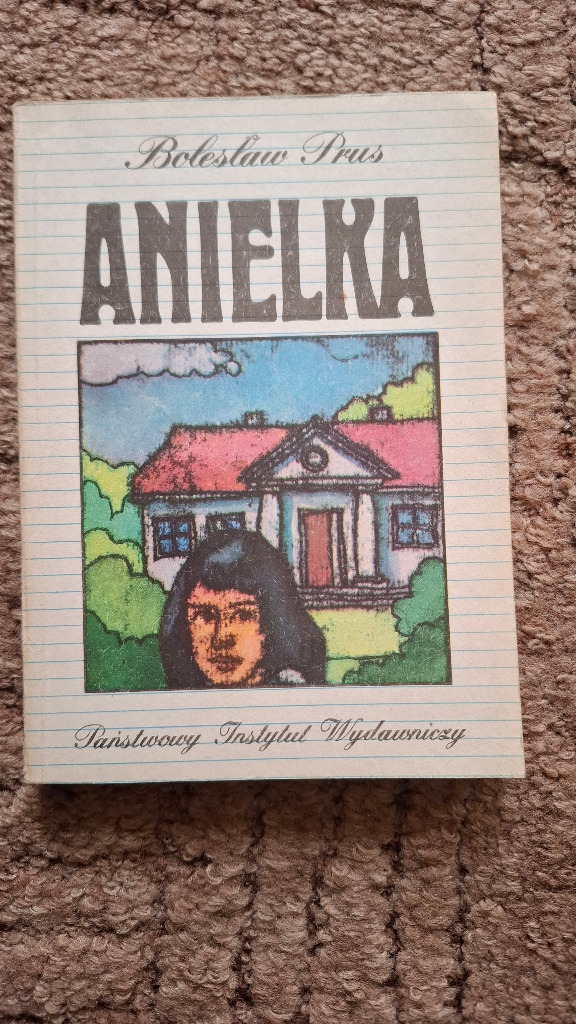 Bolesław Prus
ANIELKA
Państwowy Instytut Wydawniczy